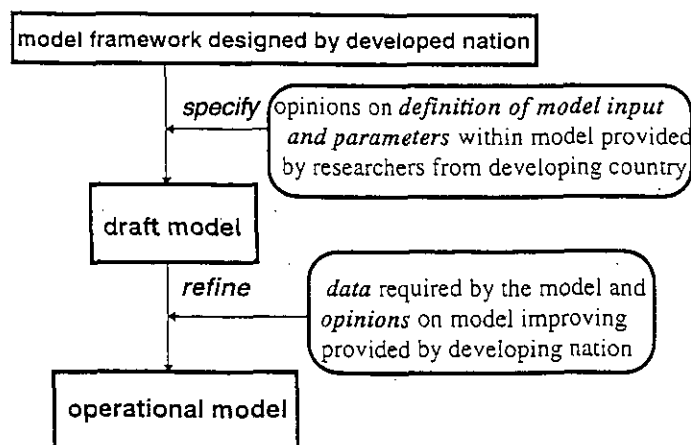 model framework designed by developed nation
specify
opinions on definition of model input
and parameters within model provided
by researchers from developing country
draft model
refine
data required by the model and
opinions on model improving
provided by developing nation
operational model